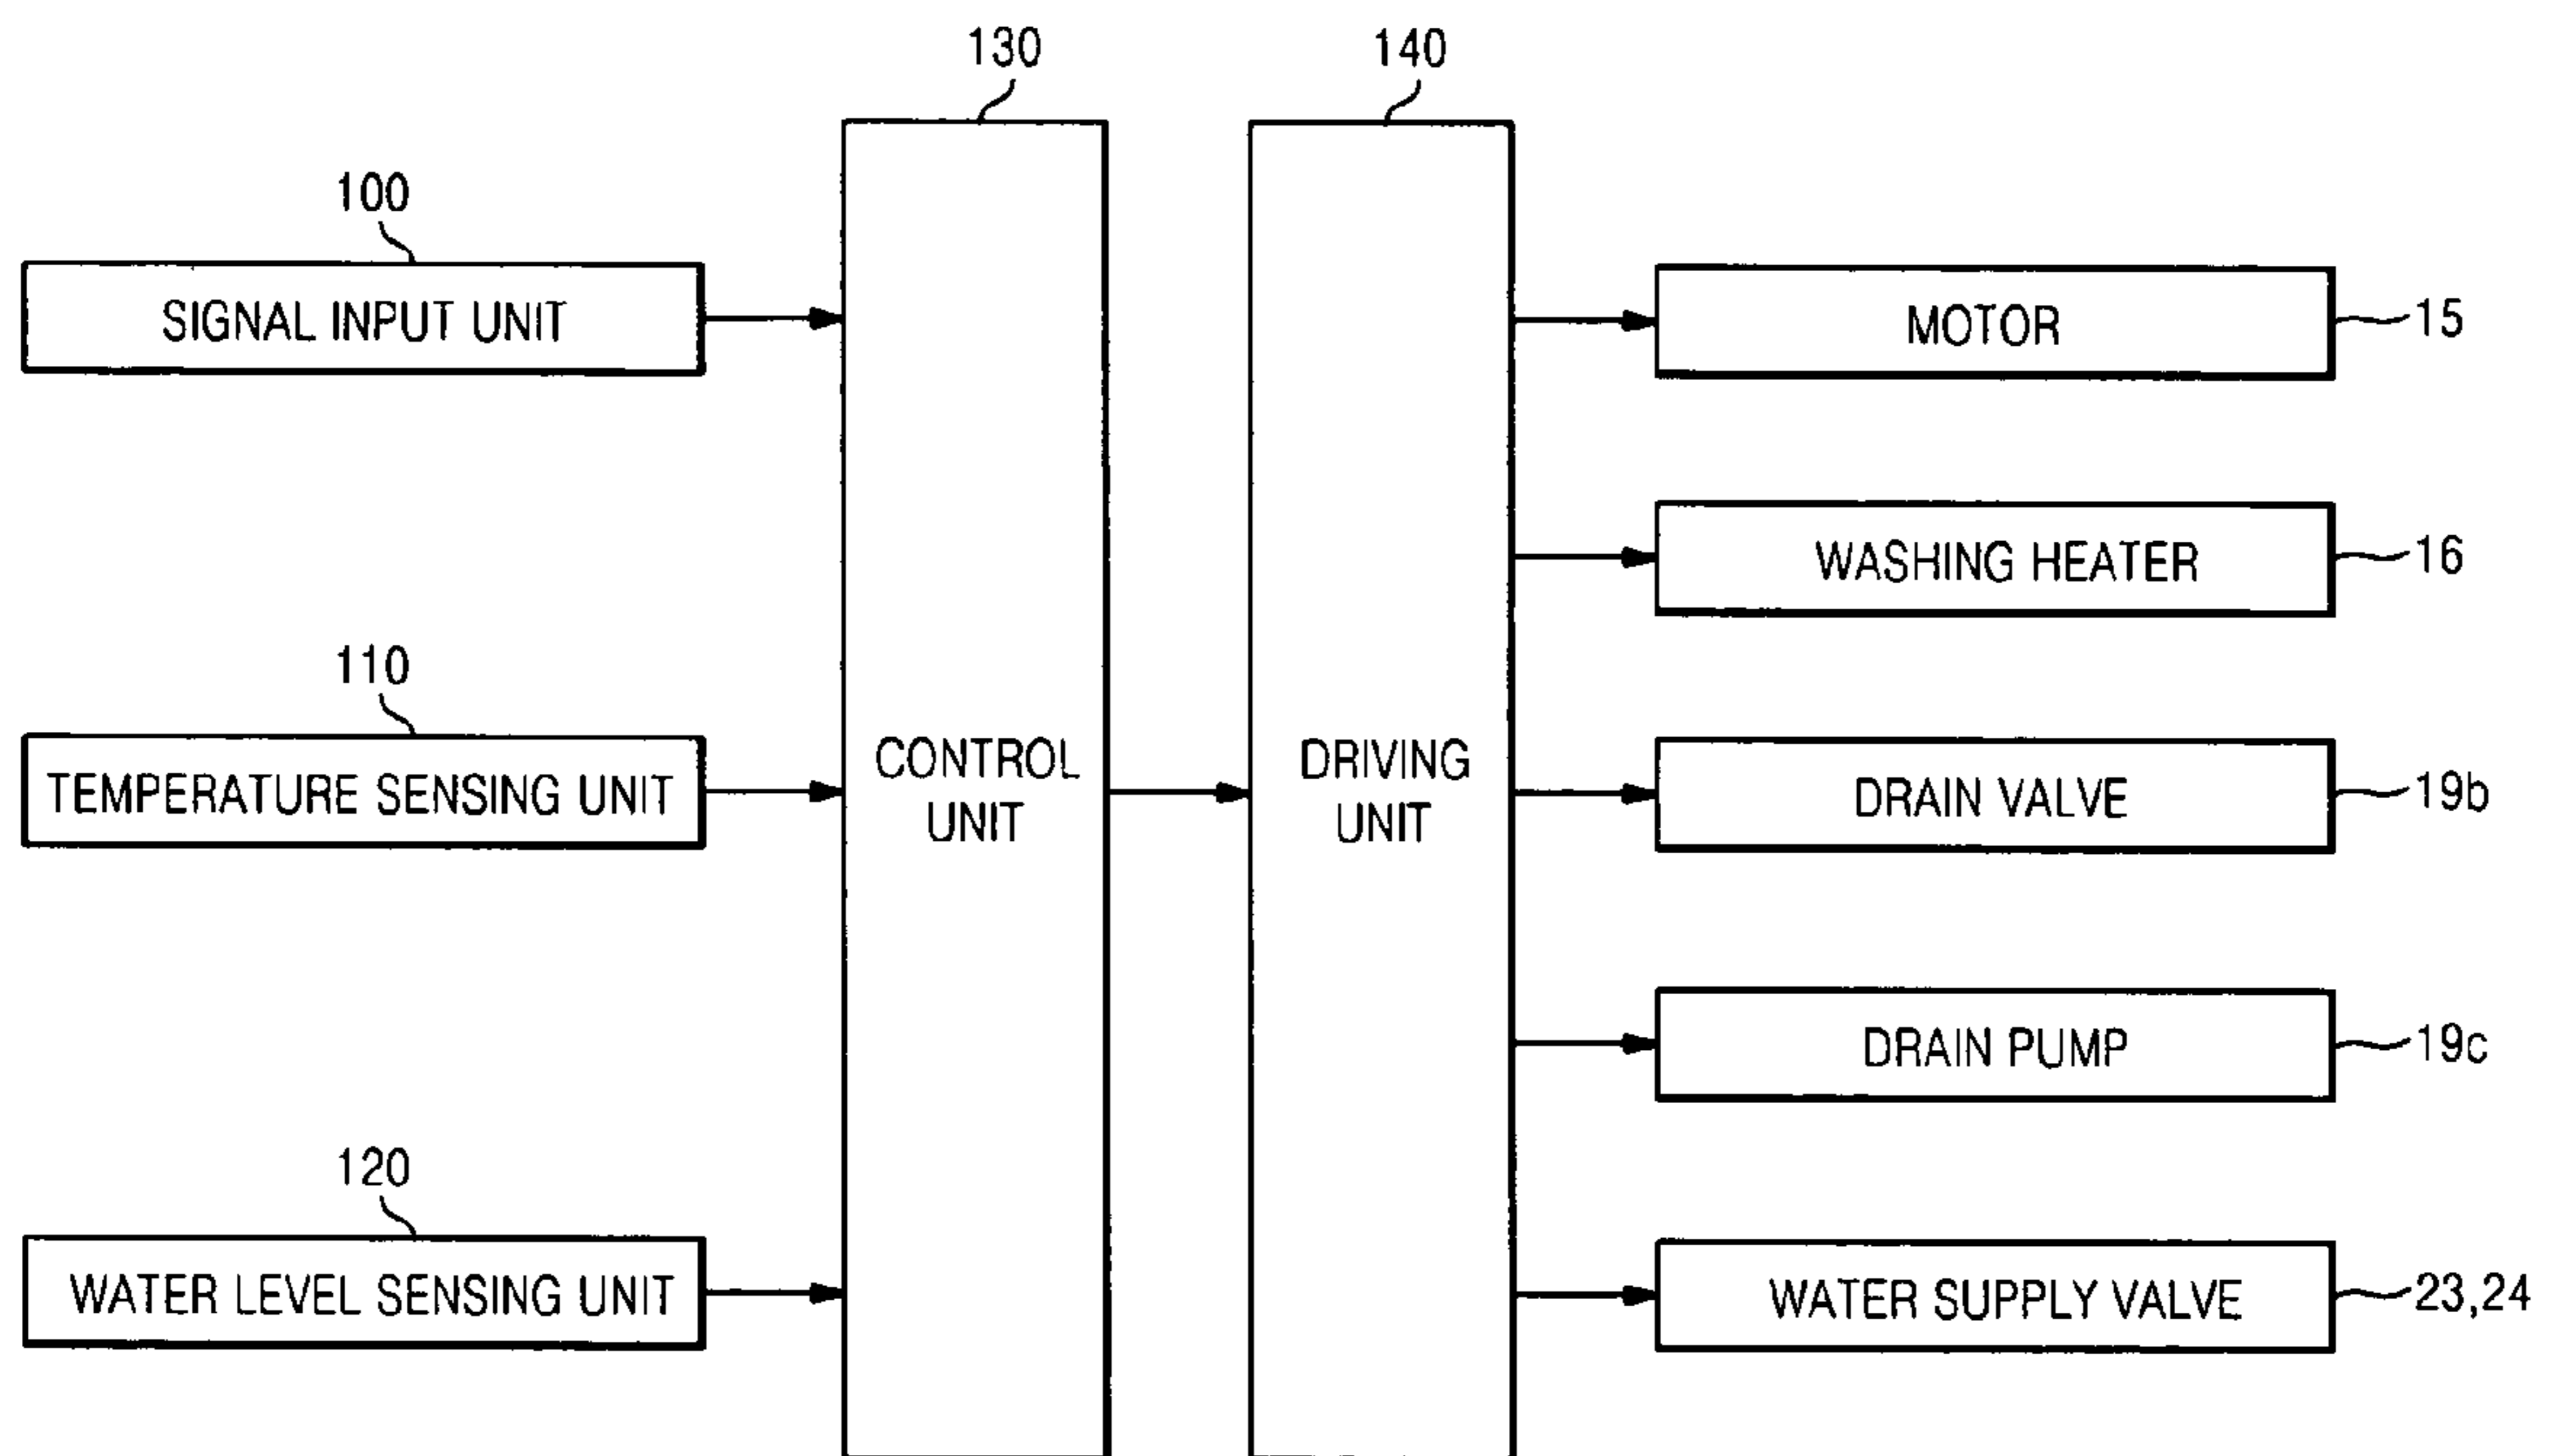 130
140
100
SIGNAL INPUT UNIT
MOTOR
15
WASHING HEATER
16
110
TEMPERATURE SENSING UNIT
CONTROL
UNIT
DRIVING
UNIT
DRAIN VALVE
19b
DRAIN PUMP
19c
120
WATER LEVEL SENSING UNIT
WATER SUPPLY VALVE
23,24